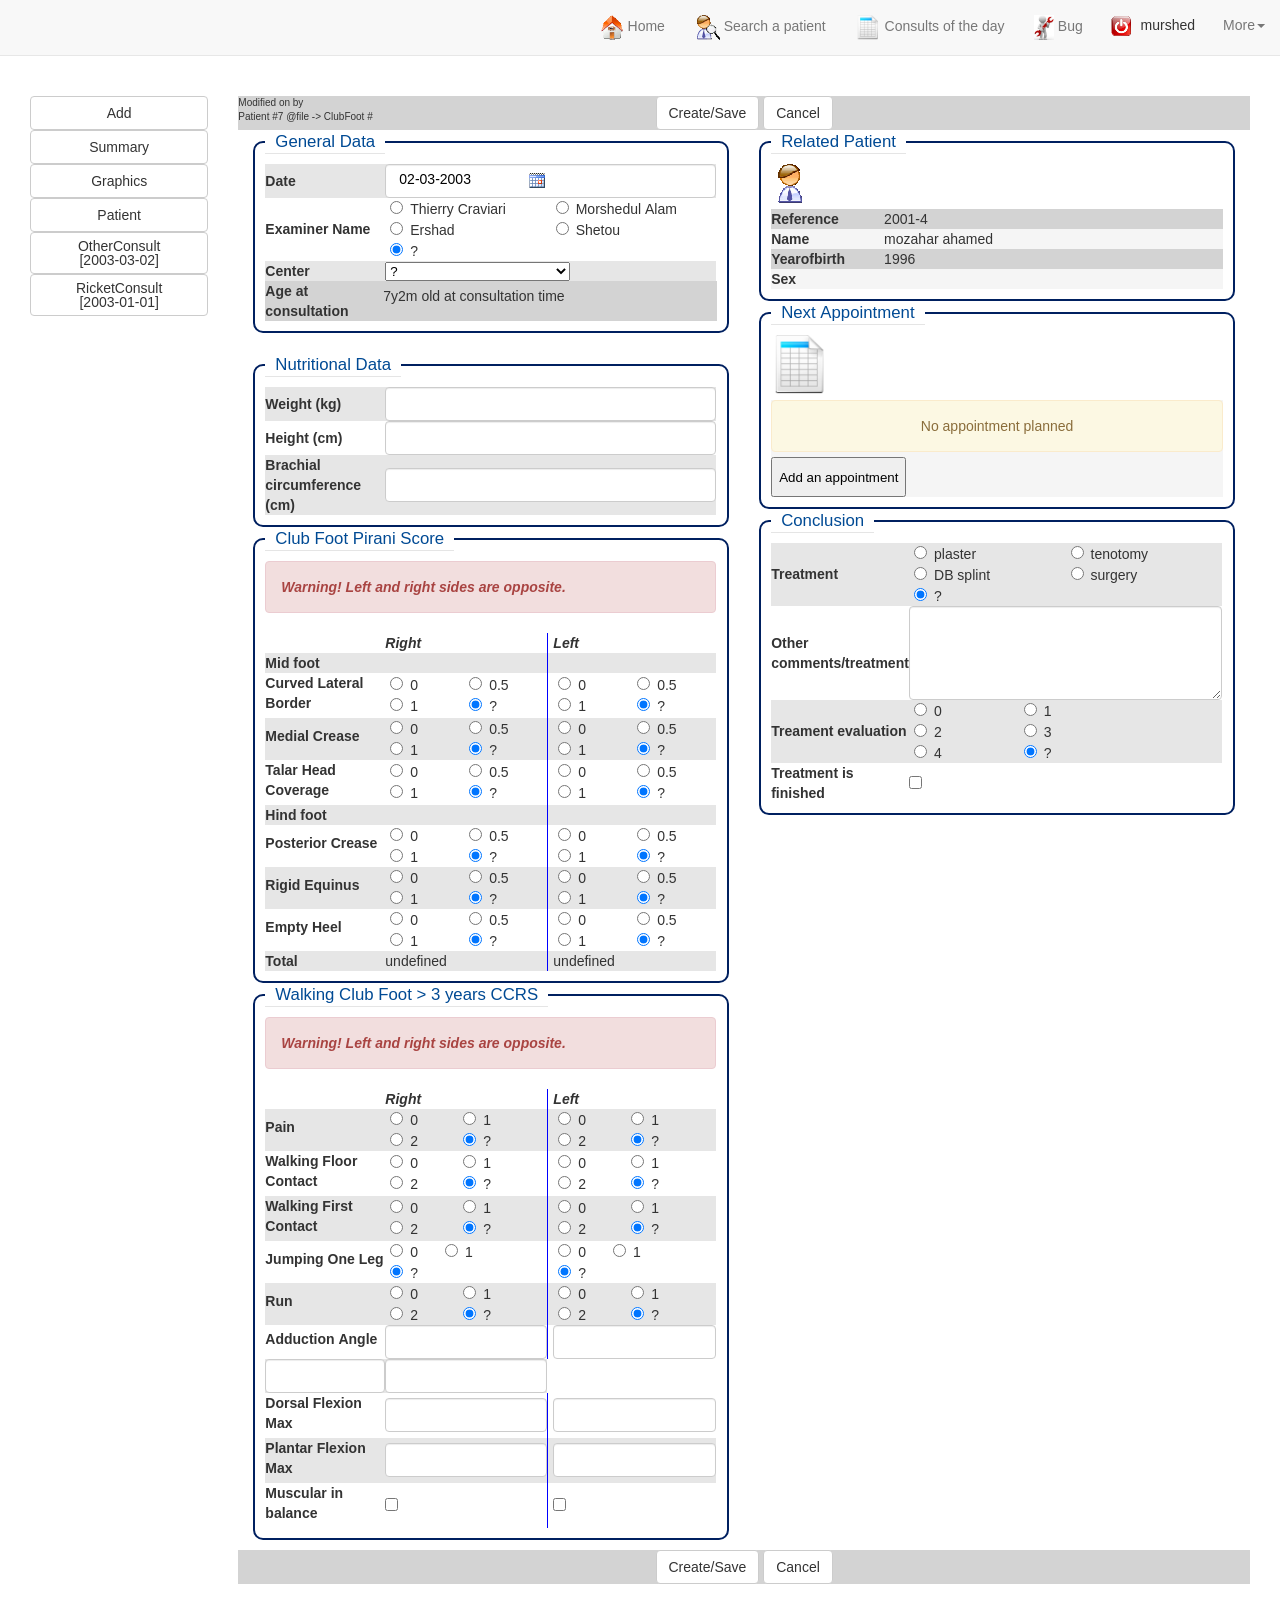 Home Search a patient Consults of the day Bug murshed More
Add
Summary
Graphics
Patient
OtherConsult
[2003-03-02]
RicketConsult
[2003-01-01]
Modified on by
Patient #7 @file -> ClubFoot #
Create/Save Cancel
General Data
Date 02-03-2003
Examiner Name
Thierry Craviari Morshedul Alam
Ershad Shetou
?
Center ?
Age at
consultation
7y2m old at consultation time
Nutritional Data
Weight (kg)
Height (cm)
Brachial
circumference
(cm)
Club Foot Pirani Score
Warning! Left and right sides are opposite.
Right Left
Mid foot
Curved Lateral
Border
0 0.5 0 0.5
1 ? 1 ?
Medial Crease
0 0.5 0 0.5
1 ? 1 ?
Talar Head
Coverage
0 0.5 0 0.5
1 ? 1 ?
Hind foot
Posterior Crease
0 0.5 0 0.5
1 ? 1 ?
Rigid Equinus
0 0.5 0 0.5
1 ? 1 ?
Empty Heel
0 0.5 0 0.5
1 ? 1 ?
Total undefined undefined
Walking Club Foot > 3 years CCRS
Warning! Left and right sides are opposite.
Right Left
Pain
0 1 0 1
2 ? 2 ?
Walking Floor
Contact
0 1 0 1
2 ? 2 ?
Walking First
Contact
0 1 0 1
2 ? 2 ?
Jumping One Leg
0 1 0 1
? ?
Run
0 1 0 1
2 ? 2 ?
Adduction Angle
Dorsal Flexion
Max
Plantar Flexion
Max
Muscular in
balance
Related Patient
Reference 2001-4
Name mozahar ahamed
Yearofbirth 1996
Sex
Next Appointment
No appointment planned
Add an appointment
Conclusion
Treatment
plaster tenotomy
DB splint surgery
?
Other
comments/treatment
Treament evaluation
0 1
2 3
4 ?
Treatment is
finished
Create/Save Cancel